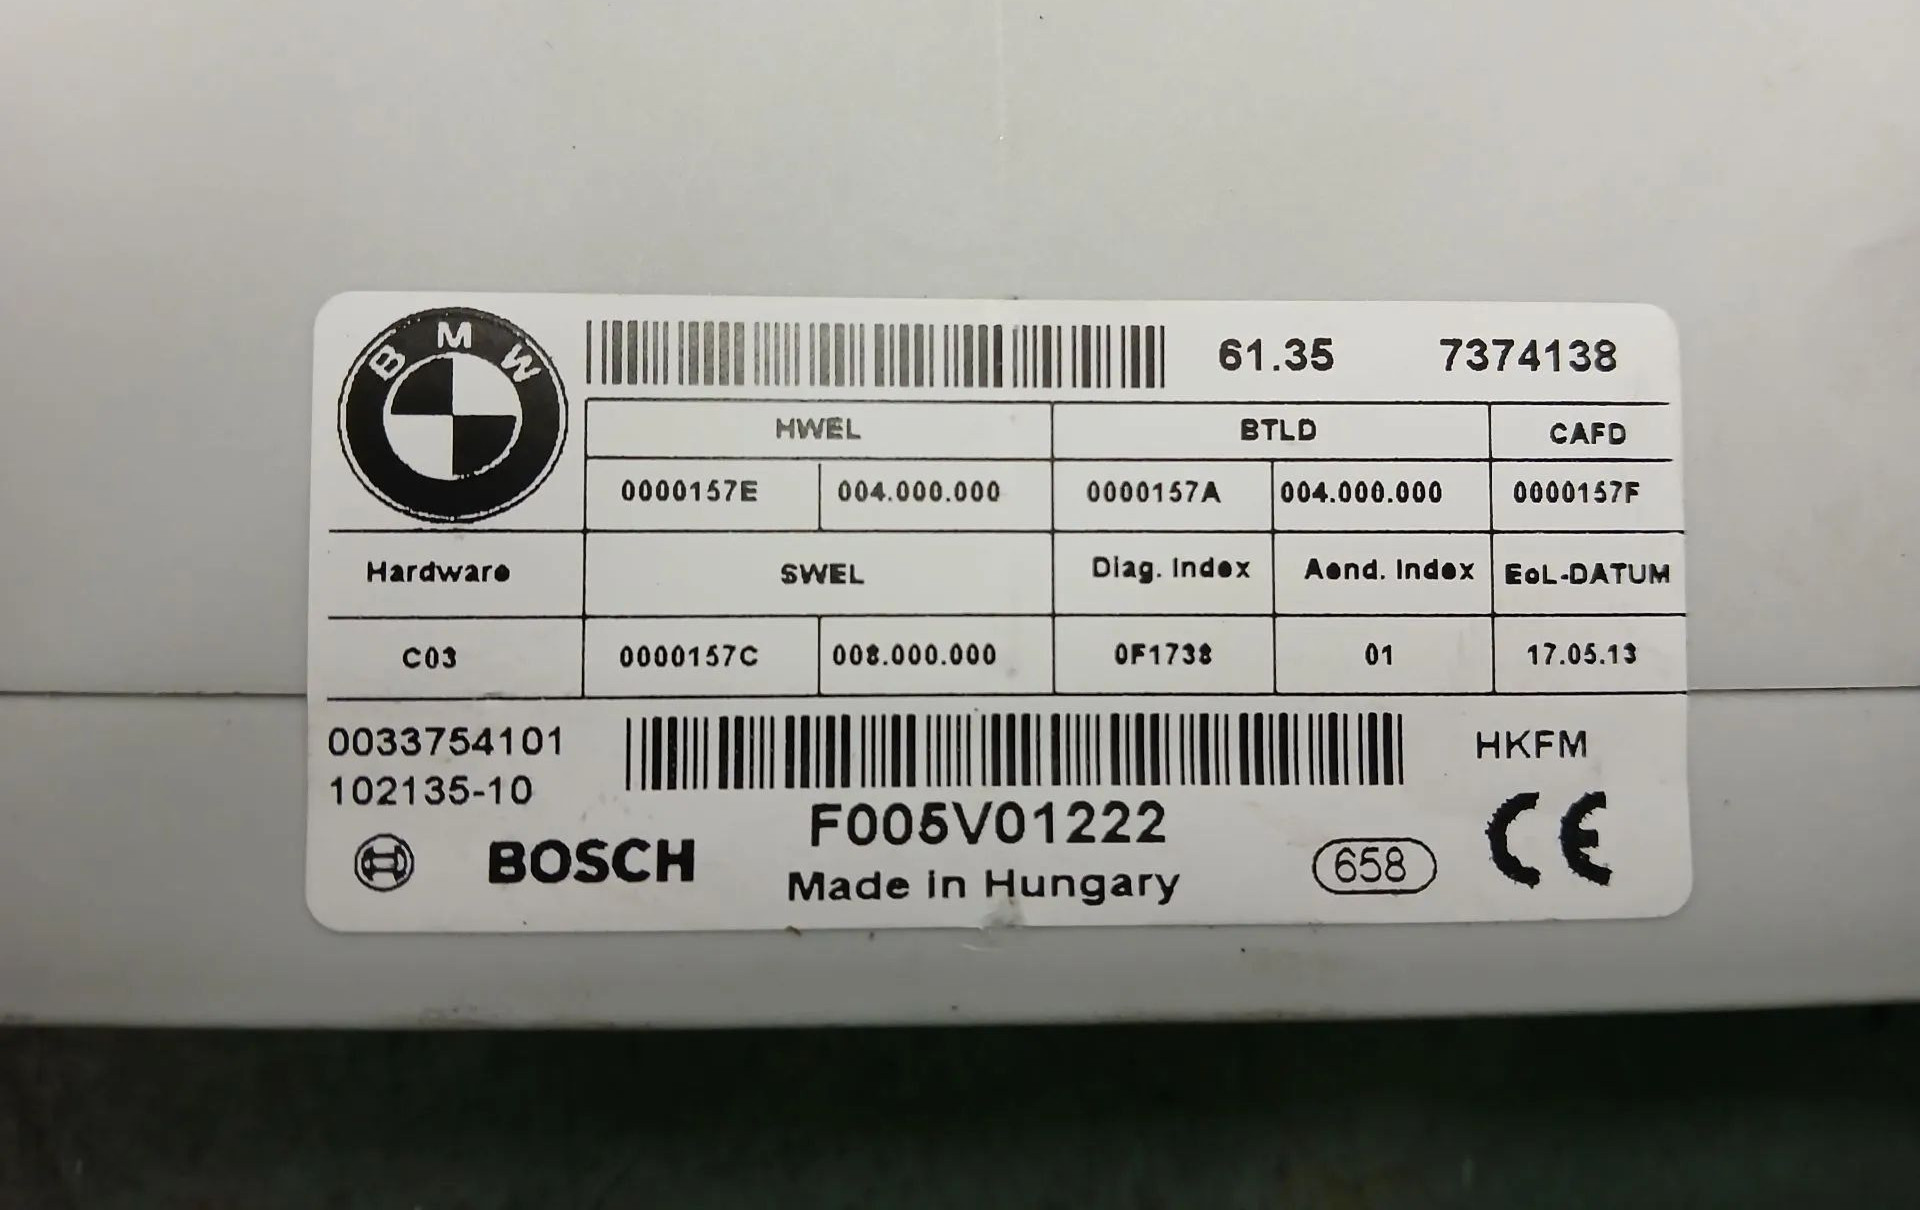 BMW
61.35 7374138
HWEL BTLD CAFD
0000157E 004.000.000 0000157A 004.000.000 0000157F
Hardware SWEL Diag. Index Aend. Index EoL-DATUM
C03 0000157C 008.000.000 0F1738 01 17.05.13
0033754101 HKFM
102135-10
F005V01222
BOSCH Made in Hungary 658 CE